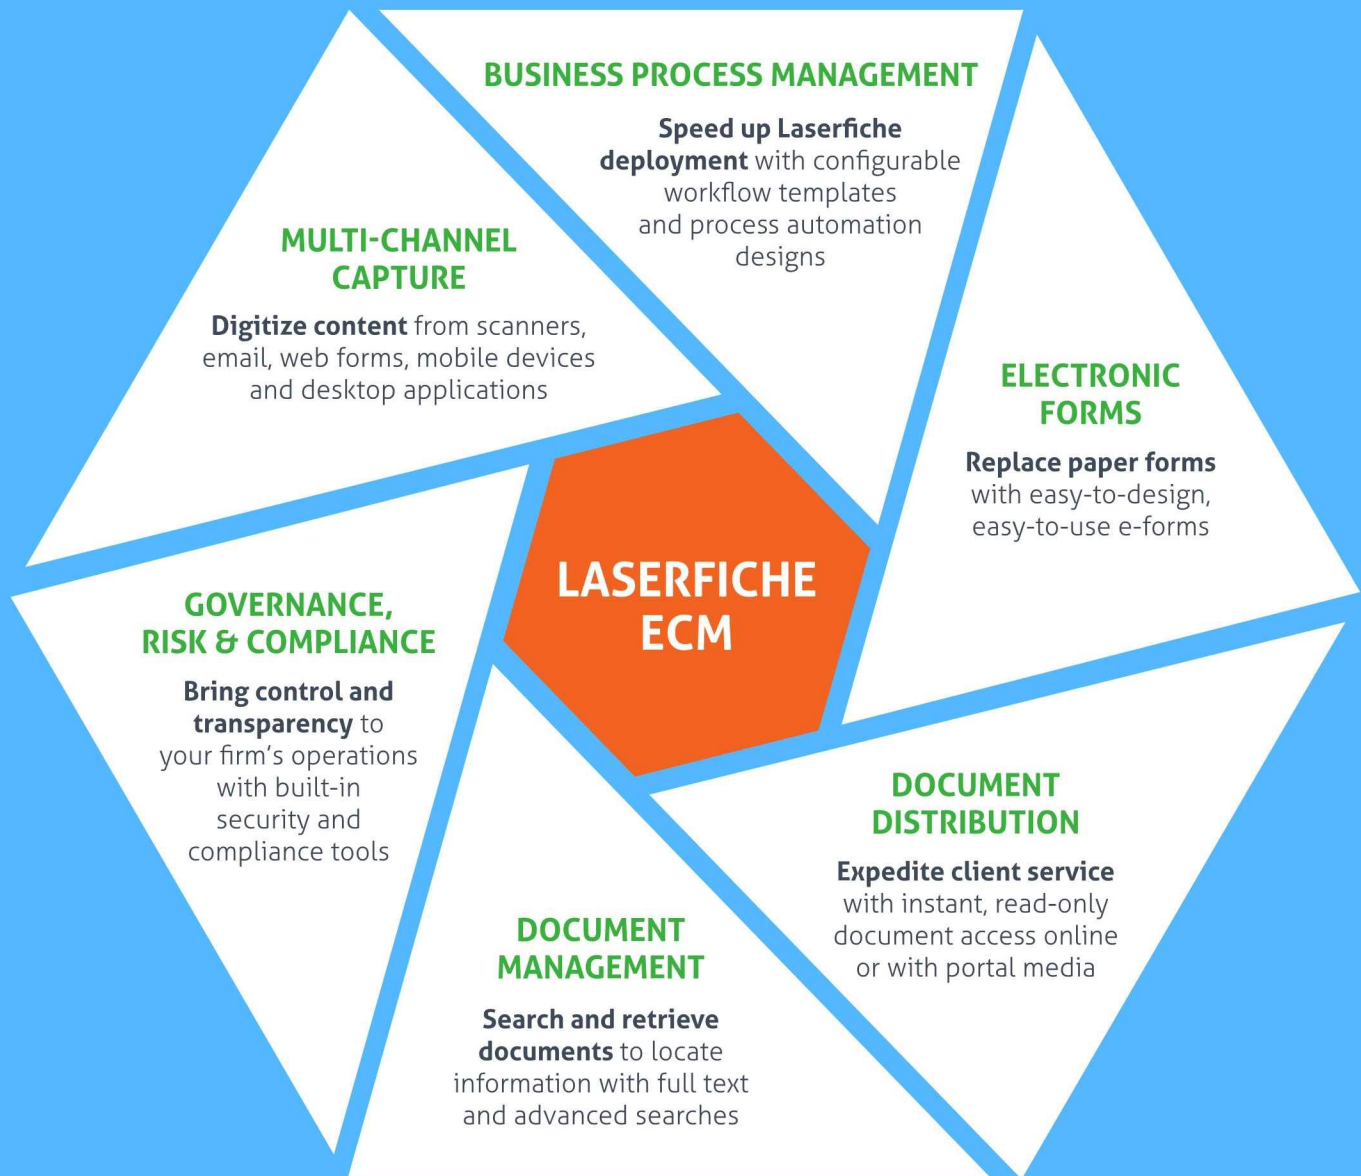 BUSINESS PROCESS MANAGEMENT
Speed up Laserfiche
deployment with configurable
workflow templates
and process automation
designs
MULTI-CHANNEL
CAPTURE
Digitize content from scanners,
email, web forms, mobile devices
and desktop applications
ELECTRONIC
FORMS
Replace paper forms
with easy-to-design,
easy-to-use e-forms
LASERFICHE
ECM
GOVERNANCE,
RISK & COMPLIANCE
Bring control and
transparency to
your firm's operations
with built-in
security and
compliance tools
DOCUMENT
DISTRIBUTION
Expedite client service
with instant, read-only
document access online
or with portal media
DOCUMENT
MANAGEMENT
Search and retrieve
documents to locate
information with full text
and advanced searches